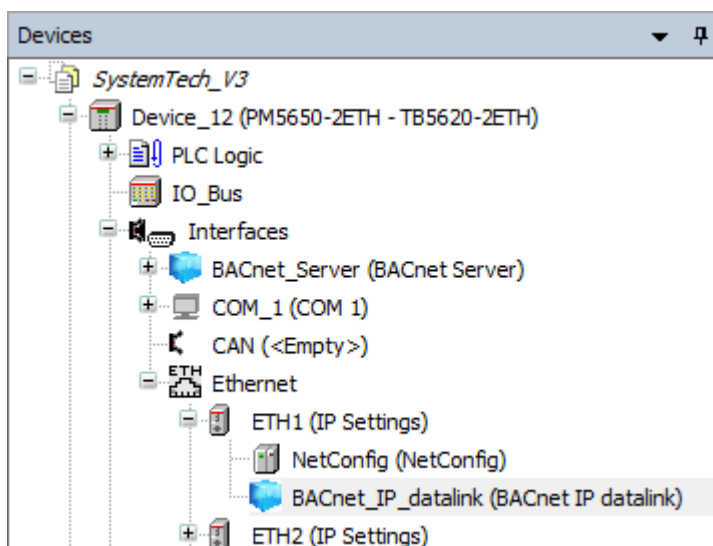 Devices
SystemTech_V3
Device_12 (PM5650-2ETH - TB5620-2ETH)
PLC Logic
IO_Bus
Interfaces
BACnet_Server (BACnet Server)
COM_1 (COM 1)
CAN (<Empty>)
ETH
Ethernet
ETH1 (IP Settings)
NetConfig (NetConfig)
BACnet_IP_datalink (BACnet IP datalink)
ETH2 (IP Settings)